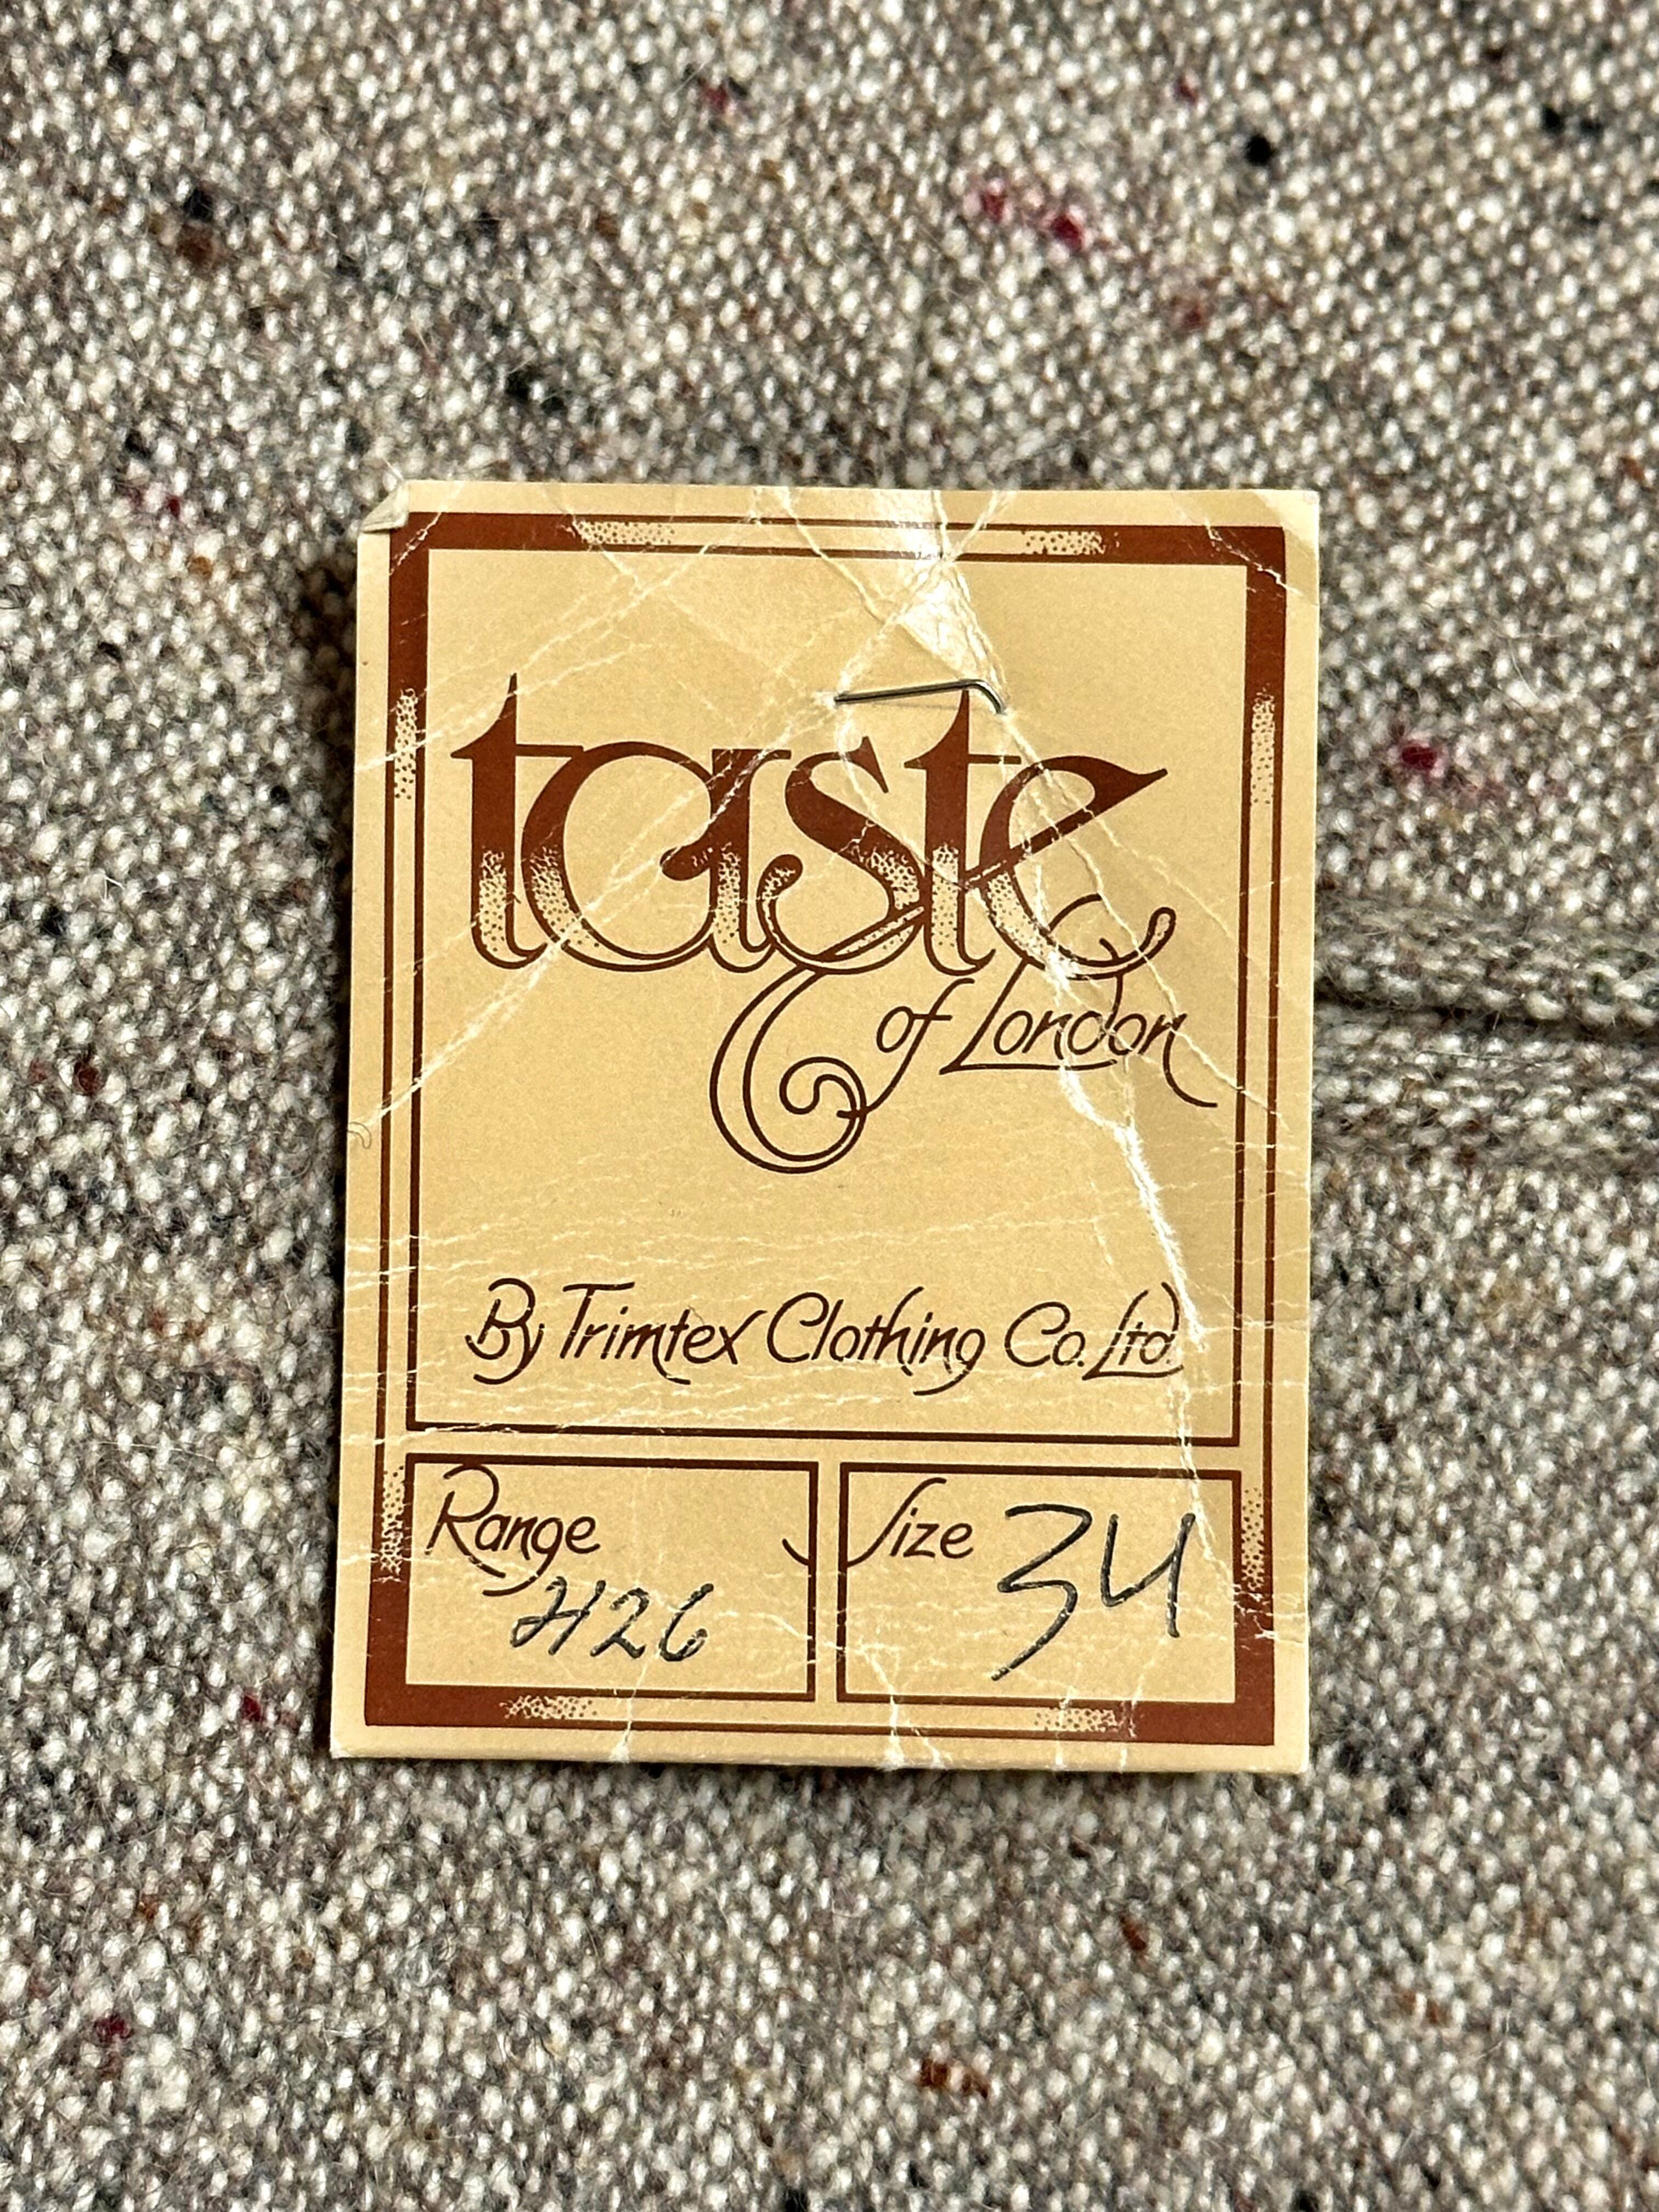 taste
of London
By Trimtex Clothing Co. Ltd.
Range
H26
Size 34